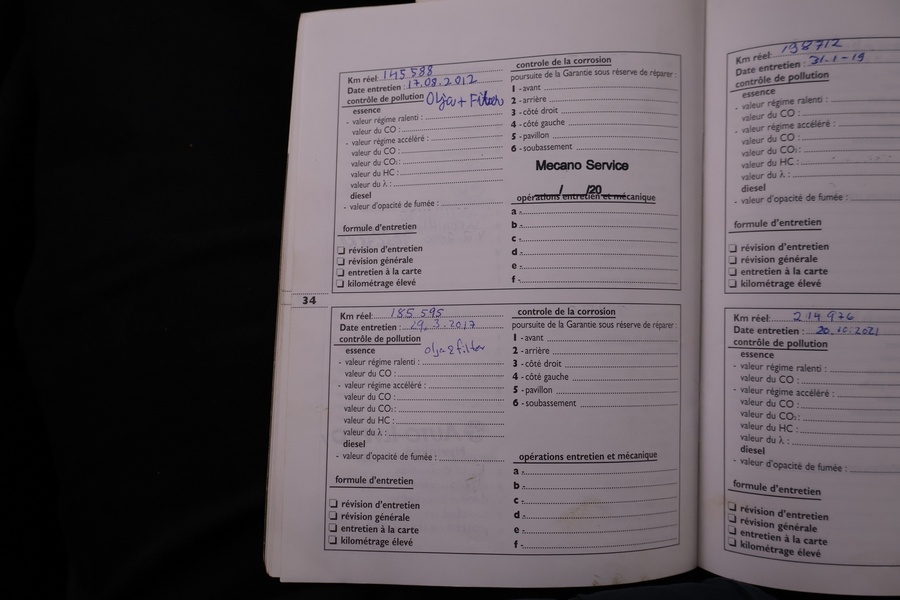 Km réel: 145 588
Date entretien : 17.08.2012
contrôle de pollution Olja + Filter
essence
- valeur régime ralenti :
valeur du CO :
- valeur régime accéléré :
valeur du CO :
valeur du CO₂ :
valeur du HC :
valeur du λ :
diesel
- valeur d'opacité de fumée :
formule d'entretien
❏ révision d'entretien
❏ révision générale
❏ entretien à la carte
❏ kilométrage élevé
controle de la corrosion
poursuite de la Garantie sous réserve de réparer :
1 - avant
2 - arrière
3 - côté droit
4 - côté gauche
5 - pavillon
6 - soubassement
Mecano Service
/ /20
opérations entretien et mécanique
a -
b -
c -
d -
e -
f -
34
Km réel: 185 595
Date entretien : 29.3.2017
contrôle de pollution
essence olja & filter
- valeur régime ralenti :
valeur du CO :
- valeur régime accéléré :
valeur du CO :
valeur du CO₂ :
valeur du HC :
valeur du λ :
diesel
- valeur d'opacité de fumée :
formule d'entretien
❏ révision d'entretien
❏ révision générale
❏ entretien à la carte
❏ kilométrage élevé
controle de la corrosion
poursuite de la Garantie sous réserve de réparer :
1 - avant
2 - arrière
3 - côté droit
4 - côté gauche
5 - pavillon
6 - soubassement
opérations entretien et mécanique
a -
b -
c -
d -
e -
f -
Km réel: 198712
Date entretien : 31-1-19
contrôle de pollution
essence
- valeur régime ralenti :
valeur du CO :
- valeur régime accéléré :
valeur du CO :
valeur du CO₂ :
valeur du HC :
valeur du λ :
diesel
- valeur d'opacité de fumée :
formule d'entretien
❏ révision d'entretien
❏ révision générale
❏ entretien à la carte
❏ kilométrage élevé
Km réel: 214976
Date entretien : 20.10.2021
contrôle de pollution
essence
- valeur régime ralenti :
valeur du CO :
- valeur régime accéléré :
valeur du CO :
valeur du CO₂ :
valeur du HC :
valeur du λ :
diesel
- valeur d'opacité de fumée :
formule d'entretien
❏ révision d'entretien
❏ révision générale
❏ entretien à la carte
❏ kilométrage élevé